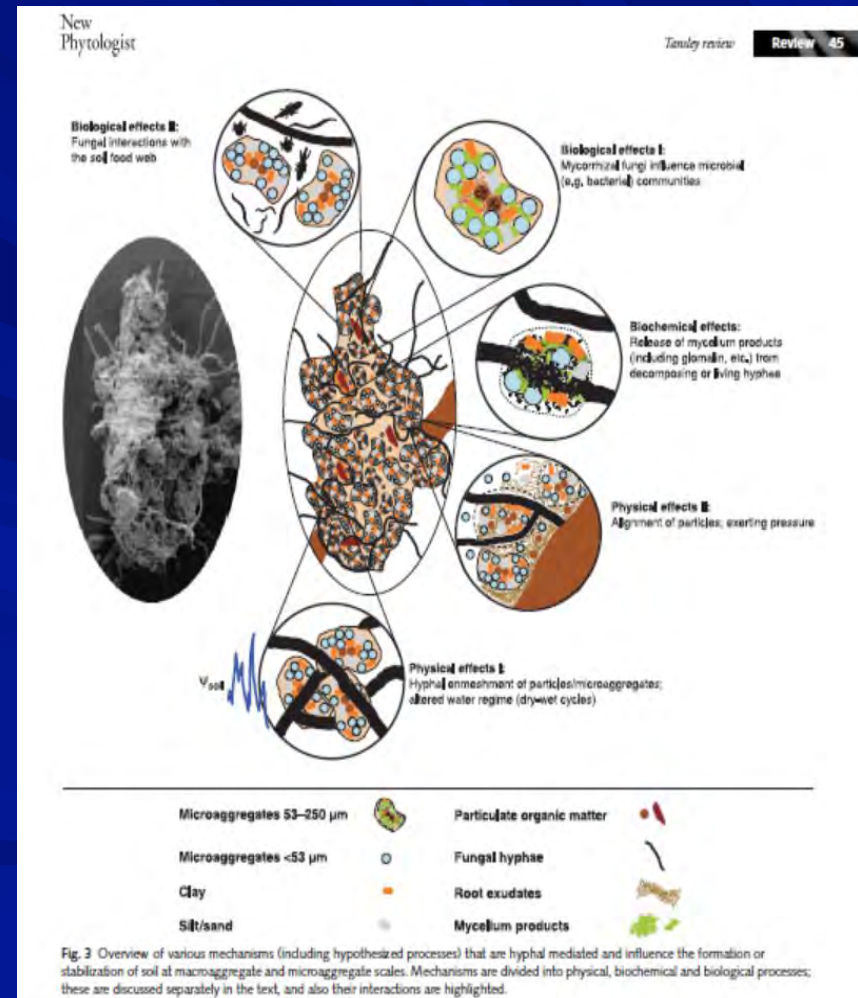 New
Phytologist
Tansley review
Review 45
Biological effects II:
Fungal interactions with
the soil food web
Biological effects I:
Mycorrhizal fungi influence microbial
(e.g. bacterial) communities
Biochemical effects:
Release of mycelium products
(including glomalin, etc.) from
decomposing or living hyphae
Physical effects II:
Alignment of particles; exerting pressure
Ψsoil
Physical effects I:
Hyphal enmeshment of particles/microaggregates;
altered water regime (dry–wet cycles)
Microaggregates 53–250 µm
Particulate organic matter
Microaggregates <53 µm
Fungal hyphae
Clay
Root exudates
Silt/sand
Mycelium products
Fig. 3 Overview of various mechanisms (including hypothesized processes) that are hyphal mediated and influence the formation or
stabilization of soil at macroaggregate and microaggregate scales. Mechanisms are divided into physical, biochemical and biological processes;
these are discussed separately in the text, and also their interactions are highlighted.